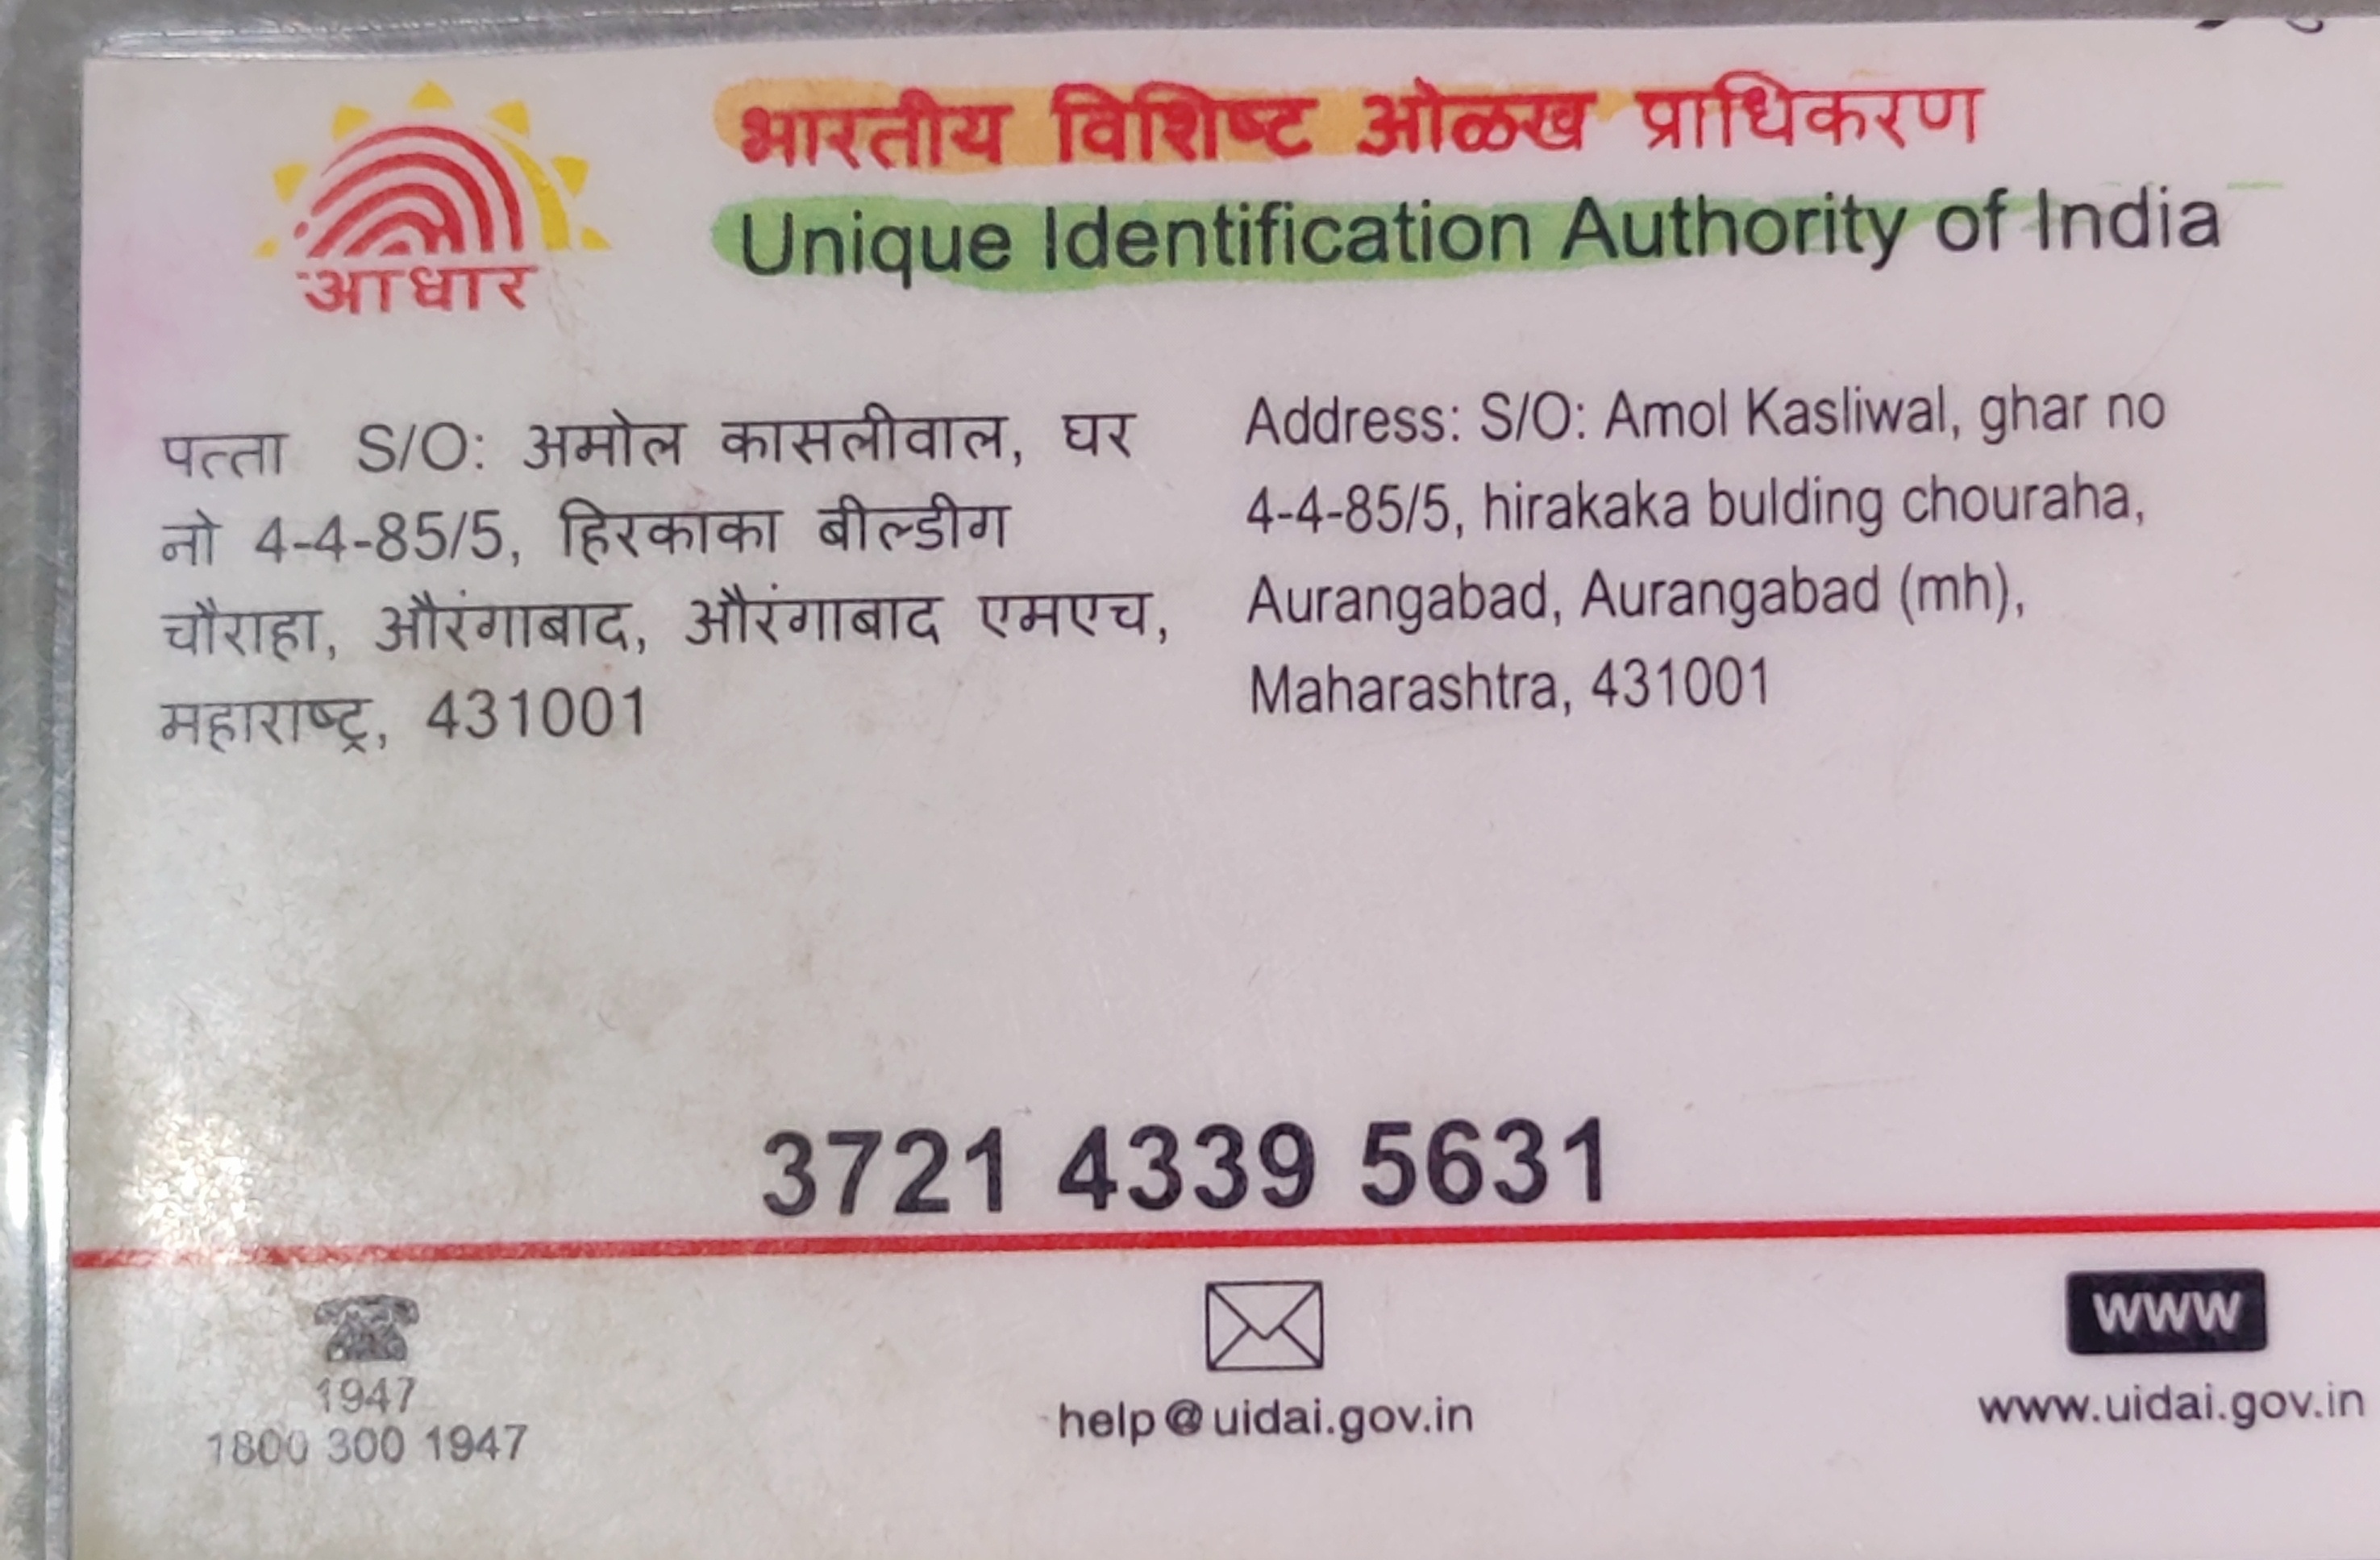 भारतीय विशिष्ट ओळख प्राधिकरण
Unique Identification Authority of India
आधार
पत्ता S/O: अमोल कासलीवाल, घर
नो 4-4-85/5, हिरकाका बील्डीग
चौराहा, औरंगाबाद, औरंगाबाद एमएच,
महाराष्ट्र, 431001
Address: S/O: Amol Kasliwal, ghar no
4-4-85/5, hirakaka bulding chouraha,
Aurangabad, Aurangabad (mh),
Maharashtra, 431001
3721 4339 5631
1947
1800 300 1947
help@uidai.gov.in
WWW
www.uidai.gov.in